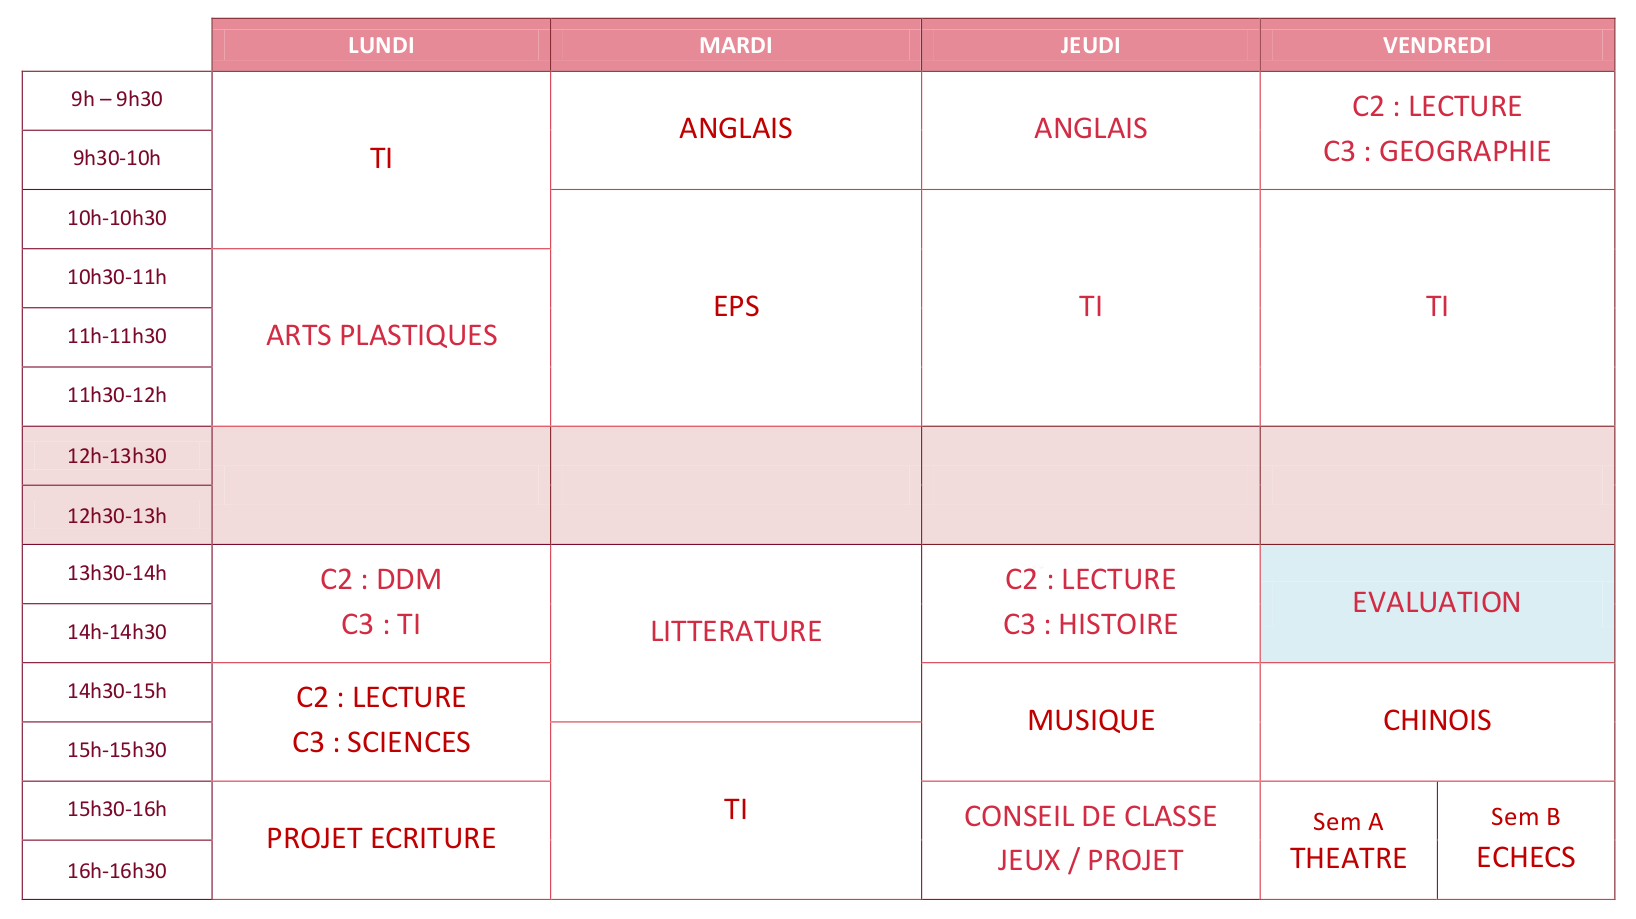 LUNDI MARDI JEUDI VENDREDI
9h – 9h30
9h30-10h
10h-10h30
10h30-11h
11h-11h30
11h30-12h
12h-13h30
12h30-13h
13h30-14h
14h-14h30
14h30-15h
15h-15h30
15h30-16h
16h-16h30
TI
ARTS PLASTIQUES
C2 : DDM
C3 : TI
C2 : LECTURE
C3 : SCIENCES
PROJET ECRITURE
ANGLAIS
EPS
LITTERATURE
TI
ANGLAIS
TI
C2 : LECTURE
C3 : HISTOIRE
MUSIQUE
CONSEIL DE CLASSE
JEUX / PROJET
C2 : LECTURE
C3 : GEOGRAPHIE
TI
EVALUATION
CHINOIS
Sem A
THEATRE
Sem B
ECHECS